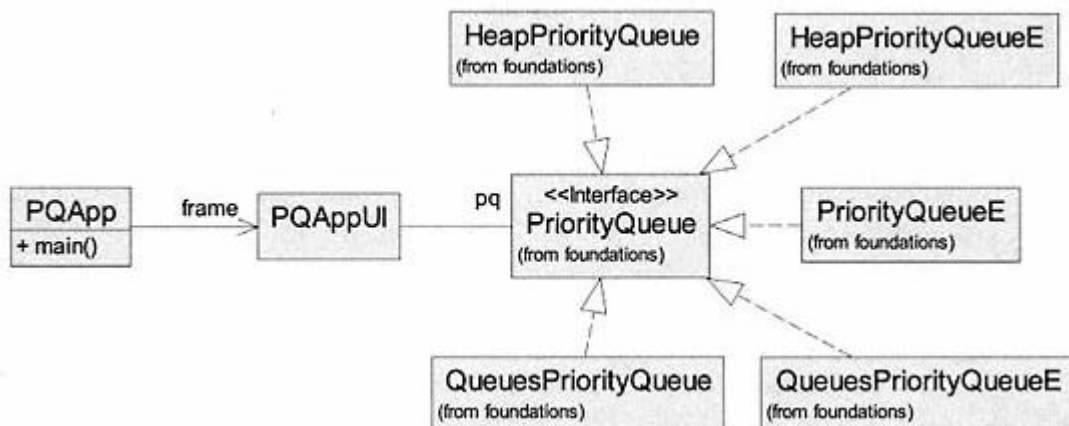 HeapPriorityQueue
(from foundations)
HeapPriorityQueueE
(from foundations)
PQApp
+ main()
frame
PQAppUI
pq
<<Interface>>
PriorityQueue
(from foundations)
PriorityQueueE
(from foundations)
QueuesPriorityQueue
(from foundations)
QueuesPriorityQueueE
(from foundations)